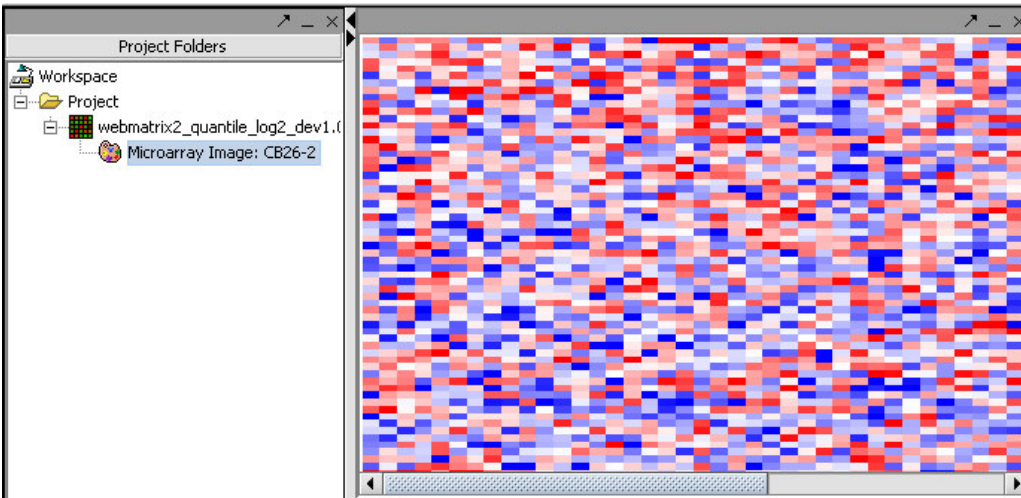 Project Folders
Workspace
Project
webmatrix2_quantile_log2_dev1.(
Microarray Image: CB26-2